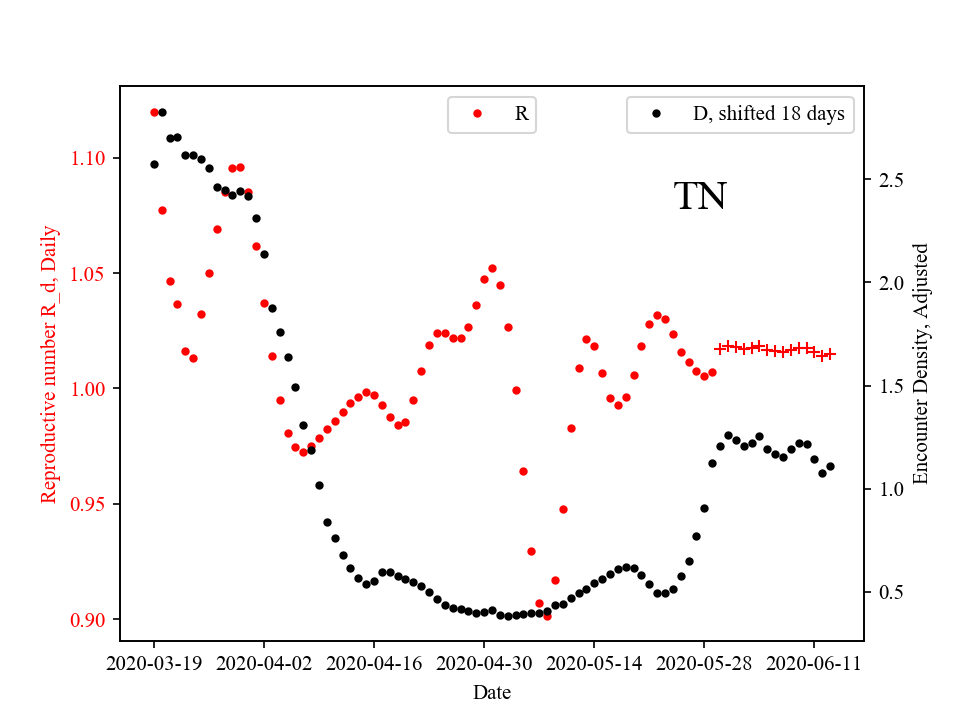 R
D, shifted 18 days
TN
Reproductive number R_d, Daily
1.10
1.05
1.00
0.95
0.90
2.5
2.0
1.5
1.0
0.5
Encounter Density, Adjusted
2020-03-19 2020-04-02 2020-04-16 2020-04-30 2020-05-14 2020-05-28 2020-06-11
Date